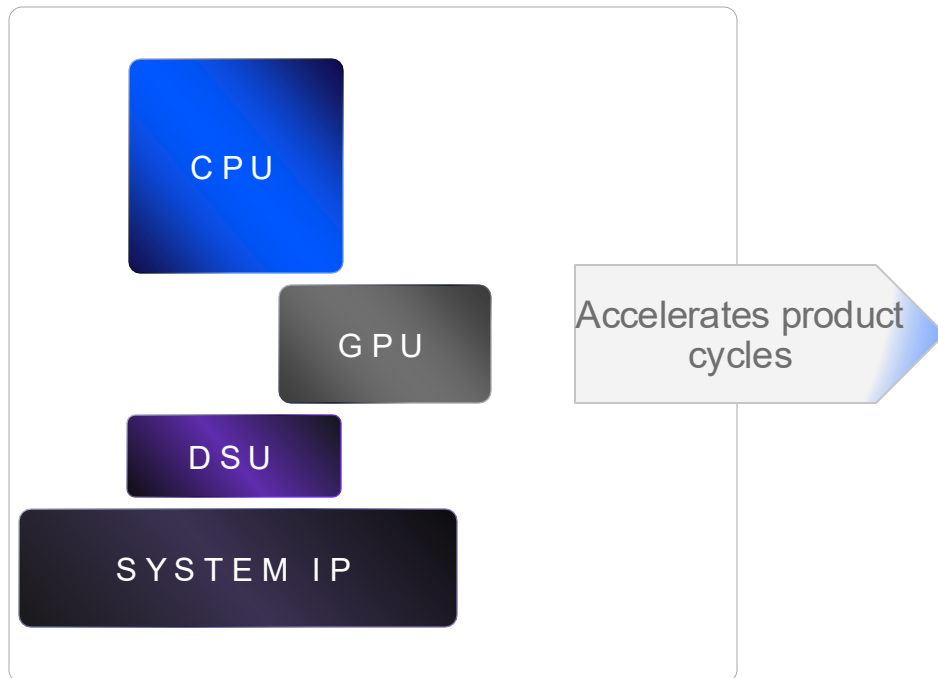 CPU
GPU
Accelerates product
cycles
DSU
SYSTEM IP